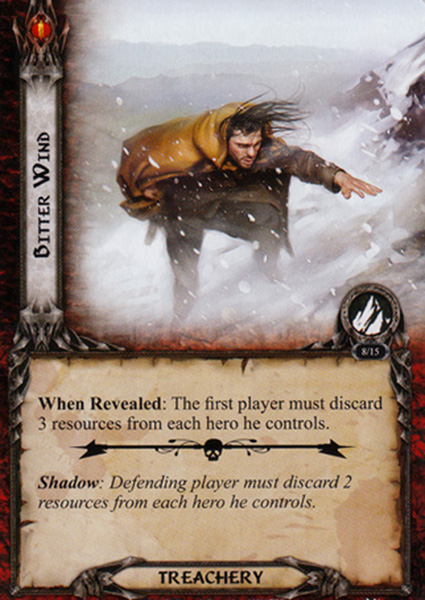 BITTER WIND
8/15
When Revealed: The first player must discard
3 resources from each hero he controls.
Shadow: Defending player must discard 2
resources from each hero he controls.
TREACHERY